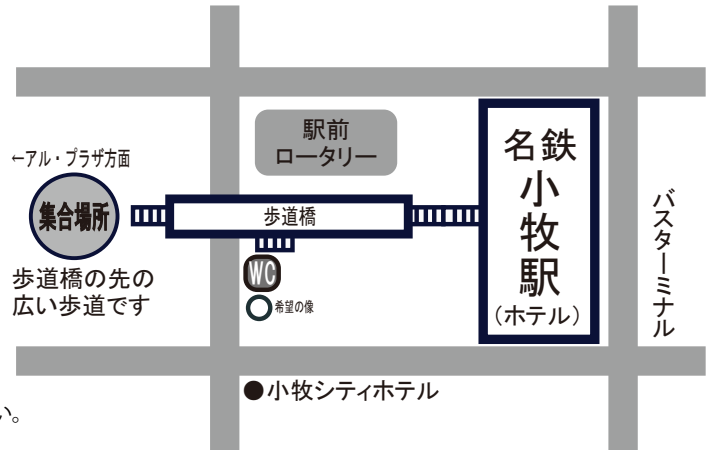 駅前
ロータリー
名鉄
小牧駅
(ホテル)
バスターミナル
←アル・プラザ方面
集合場所
歩道橋
歩道橋の先の
広い歩道です
WC
希望の像
●小牧シティホテル
い。